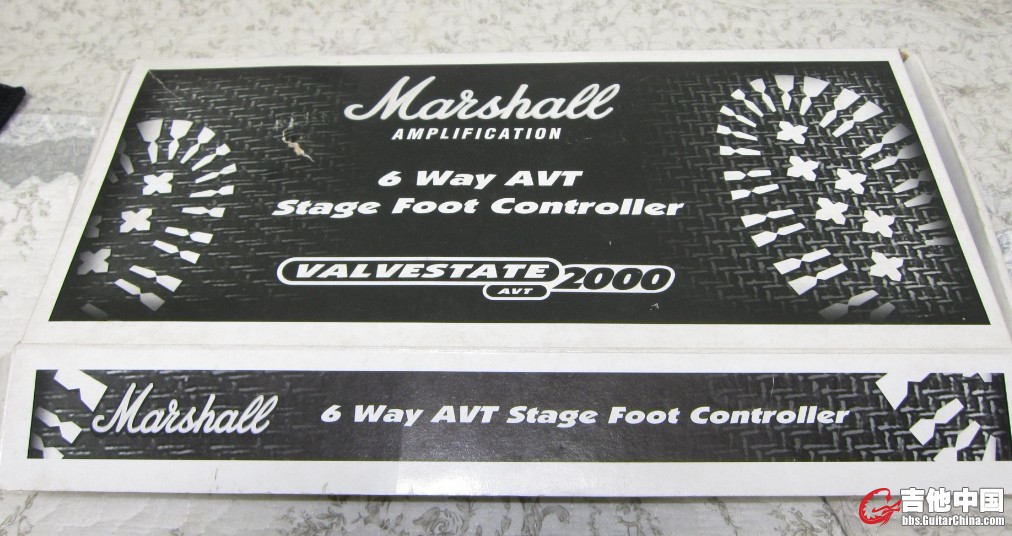 Marshall
AMPLIFICATION
6 Way AVT
Stage Foot Controller
VALVESTATE 2000
AVT
Marshall 6 Way AVT Stage Foot Controller
吉他中国
bbs.GuitarChina.com